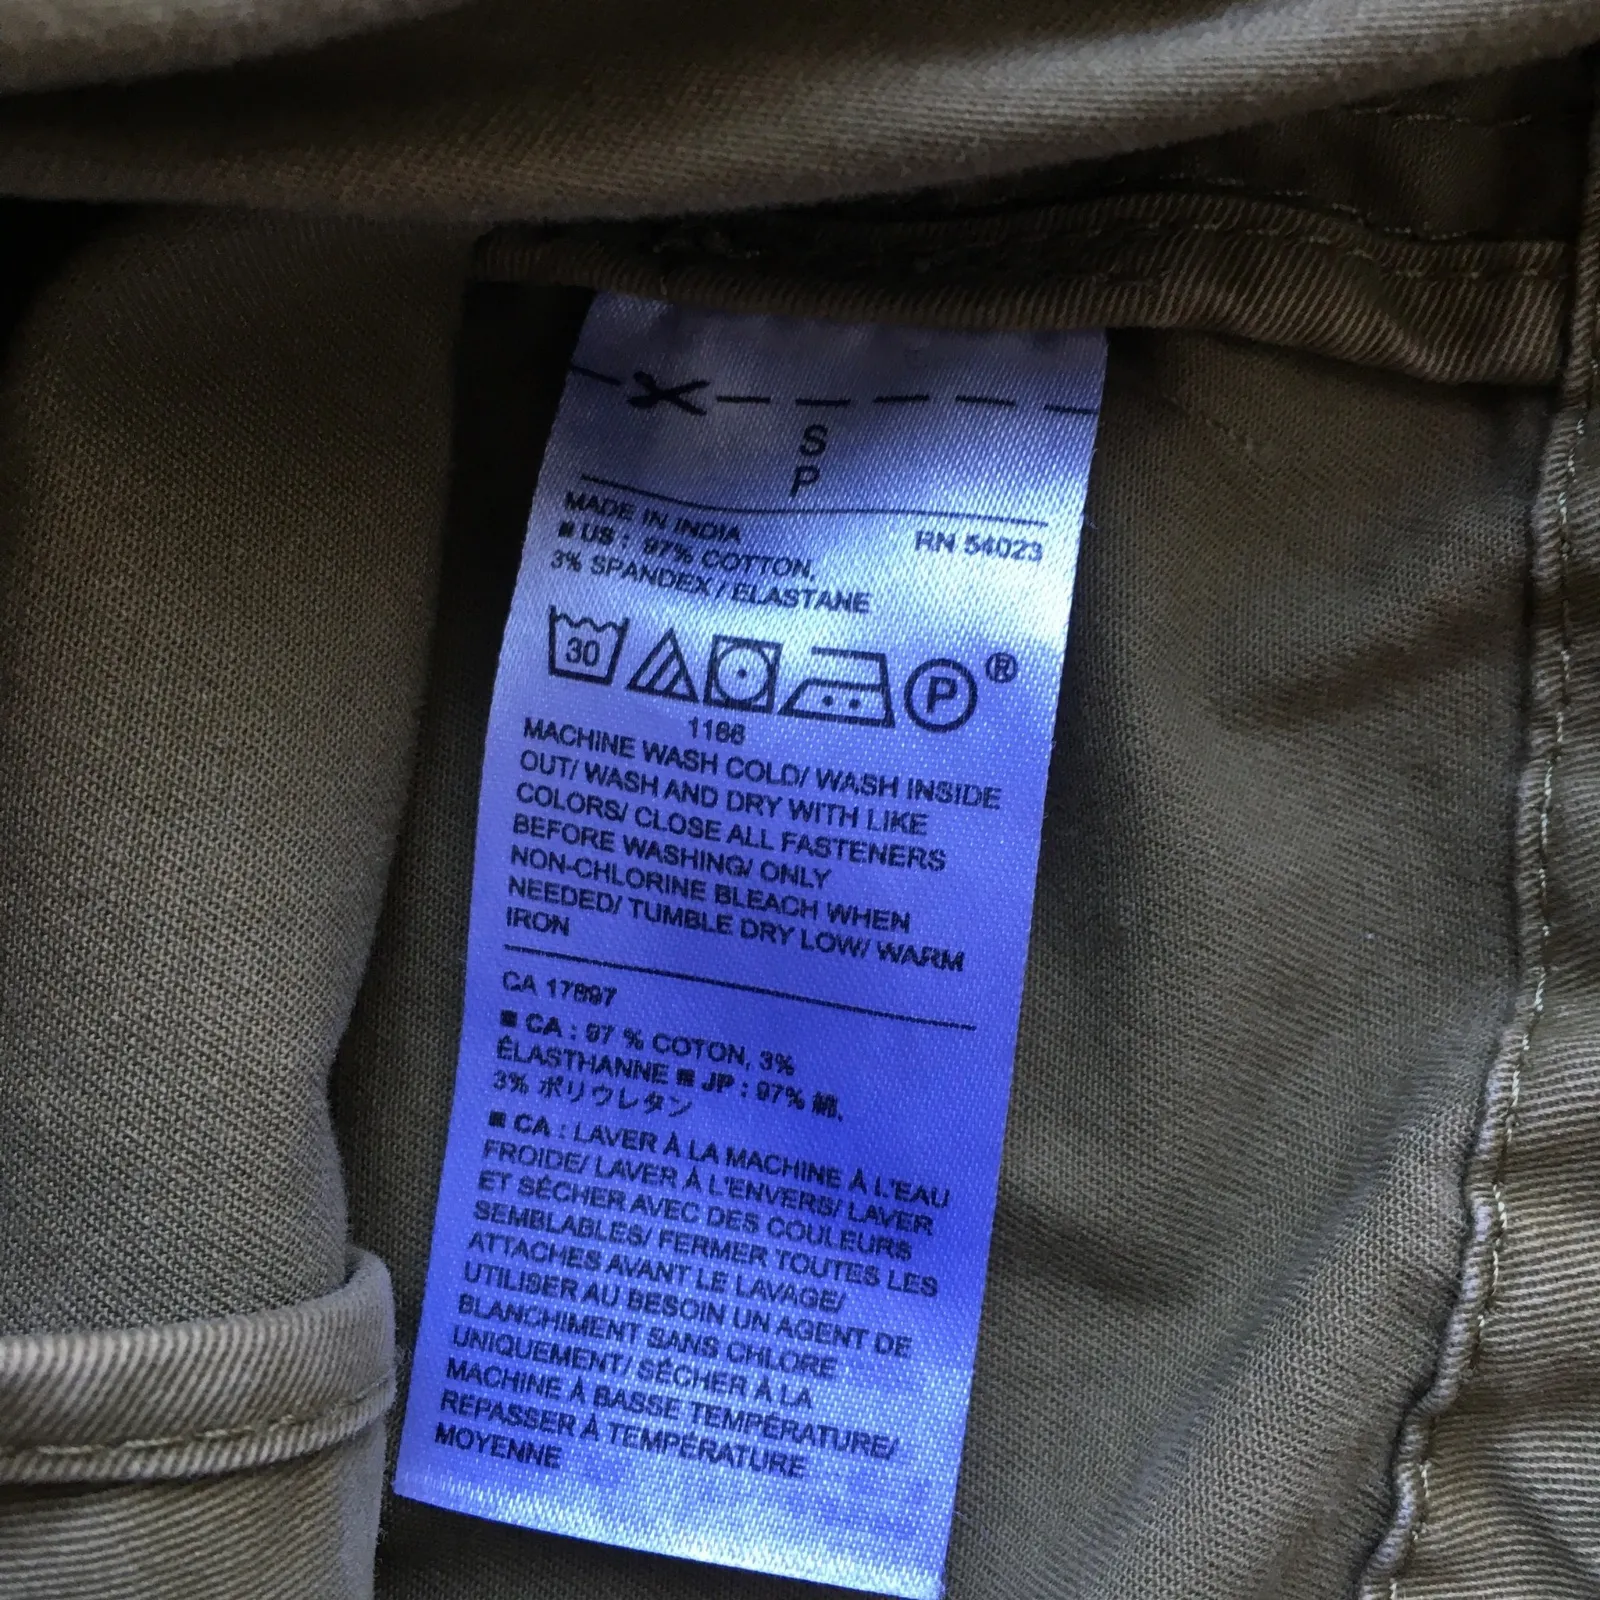 S
P
MADE IN INDIA
RN 54023
■ US : 97% COTTON,
3% SPANDEX / ELASTANE
30
P ®
1166
MACHINE WASH COLD/ WASH INSIDE
OUT/ WASH AND DRY WITH LIKE
COLORS/ CLOSE ALL FASTENERS
BEFORE WASHING/ ONLY
NON-CHLORINE BLEACH WHEN
NEEDED/ TUMBLE DRY LOW/ WARM
IRON
CA 17897
■ CA : 97 % COTON, 3%
ÉLASTHANNE ■ JP : 97% 綿、
3% ポリウレタン
■ CA : LAVER À LA MACHINE À L'EAU
FROIDE/ LAVER À L'ENVERS/ LAVER
ET SÉCHER AVEC DES COULEURS
SEMBLABLES/ FERMER TOUTES LES
ATTACHES AVANT LE LAVAGE/
UTILISER AU BESOIN UN AGENT DE
BLANCHIMENT SANS CHLORE
UNIQUEMENT/ SÉCHER À LA
MACHINE À BASSE TEMPÉRATURE/
REPASSER À TEMPÉRATURE
MOYENNE